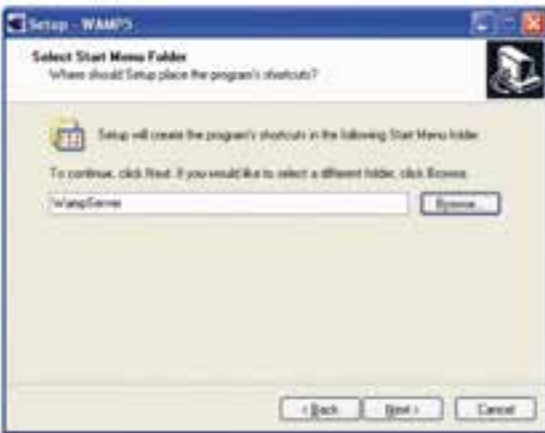 Setup - WAMP5
Select Start Menu Folder
Where should Setup place the program's shortcuts?
Setup will create the program's shortcuts in the following Start Menu folder.
To continue, click Next. If you would like to select a different folder, click Browse.
WampServer
Browse...
< Back
Next >
Cancel